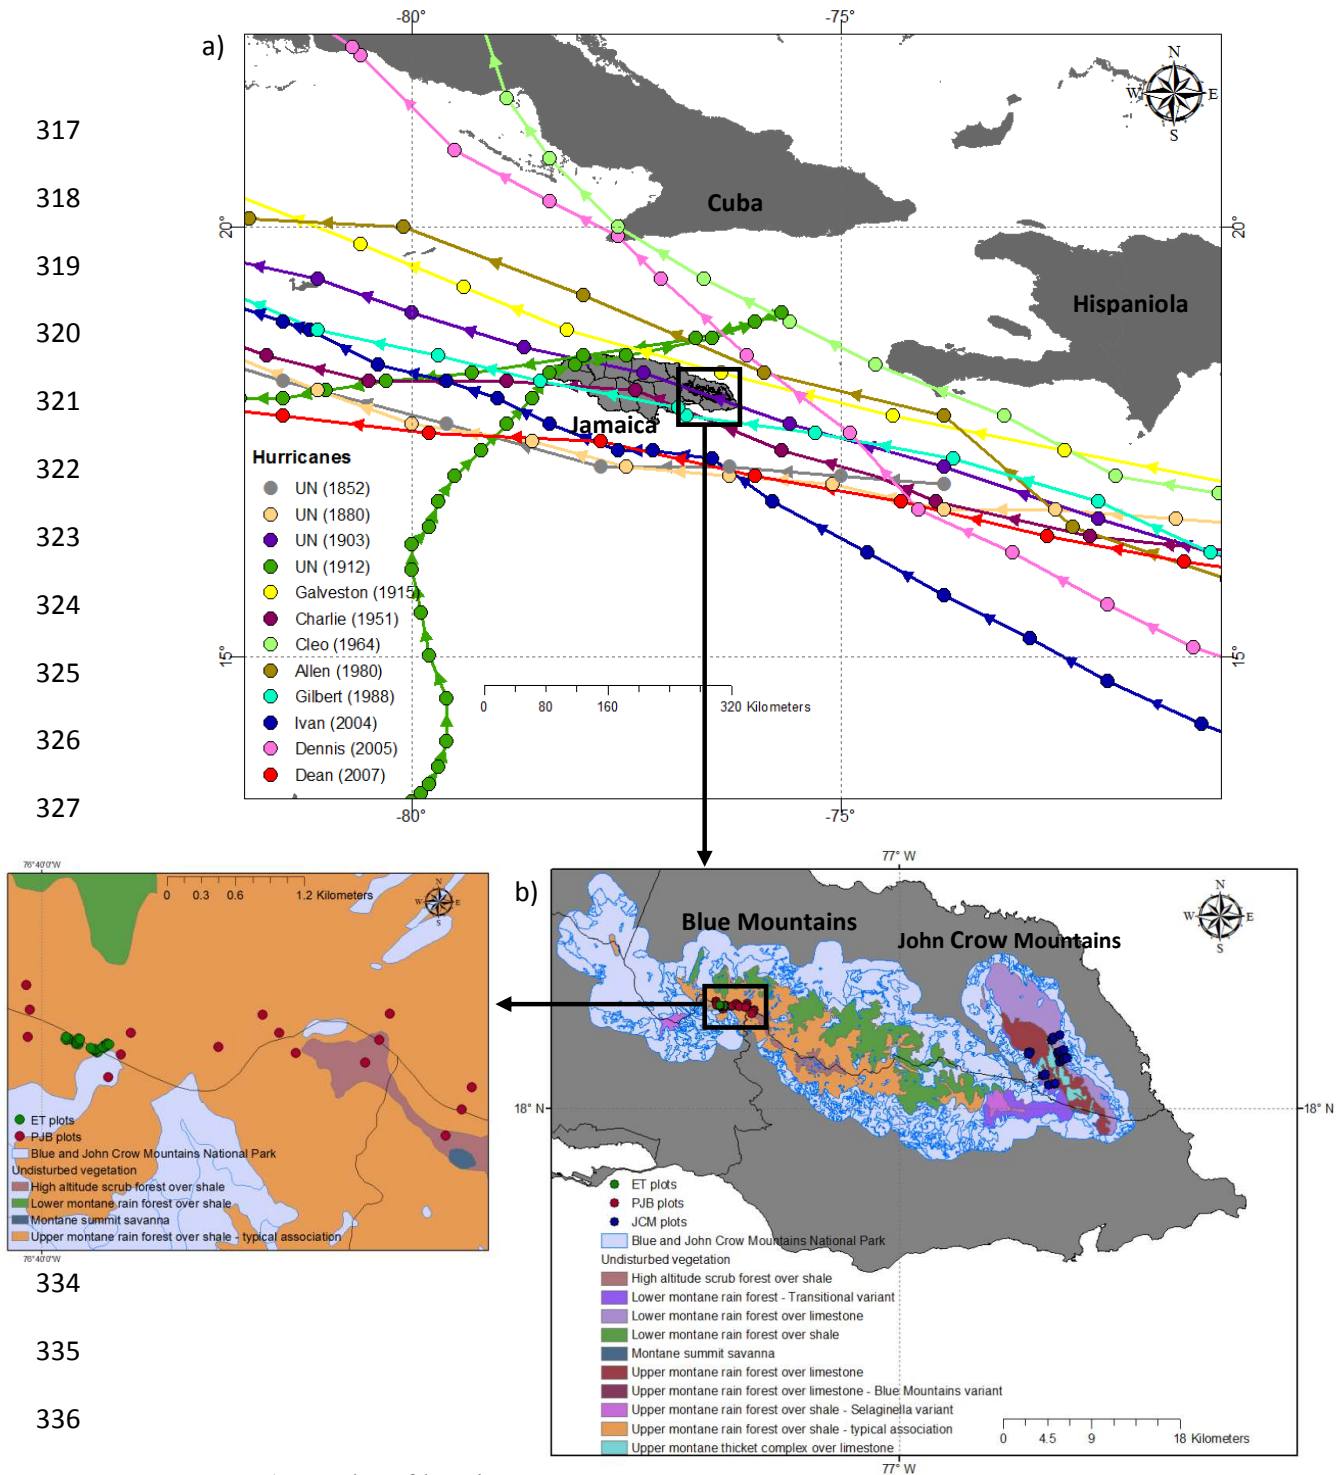 -80°
-75°
a)
N
W
E
S
317
318
Cuba
20°
20°
319
Hispaniola
320
321
Jamaica
322
Hurricanes
UN (1852)
UN (1880)
323
UN (1903)
UN (1912)
324
Galveston (1915)
Charlie (1951)
Cleo (1964)
15°
15°
325
Allen (1980)
Gilbert (1988)
0 80 160 320 Kilometers
326
Ivan (2004)
Dennis (2005)
Dean (2007)
327
-80°
-75°
76°40'0"W
0 0.3 0.6 1.2 Kilometers
N
W
E
S
ET plots
PJB plots
Blue and John Crow Mountains National Park
Undisturbed vegetation
High altitude scrub forest over shale
Lower montane rain forest over shale
Montane summit savanna
Upper montane rain forest over shale - typical association
76°40'0"W
77° W
b)
Blue Mountains
John Crow Mountains
N
W
E
S
18° N
18° N
ET plots
PJB plots
JCM plots
Blue and John Crow Mountains National Park
Undisturbed vegetation
High altitude scrub forest over shale
Lower montane rain forest - Transitional variant
Lower montane rain forest over limestone
Lower montane rain forest over shale
Montane summit savanna
Upper montane rain forest over limestone
Upper montane rain forest over limestone - Blue Mountains variant
Upper montane rain forest over shale - Selaginella variant
Upper montane rain forest over shale - typical association
Upper montane thicket complex over limestone
0 4.5 9 18 Kilometers
77° W
334
335
336